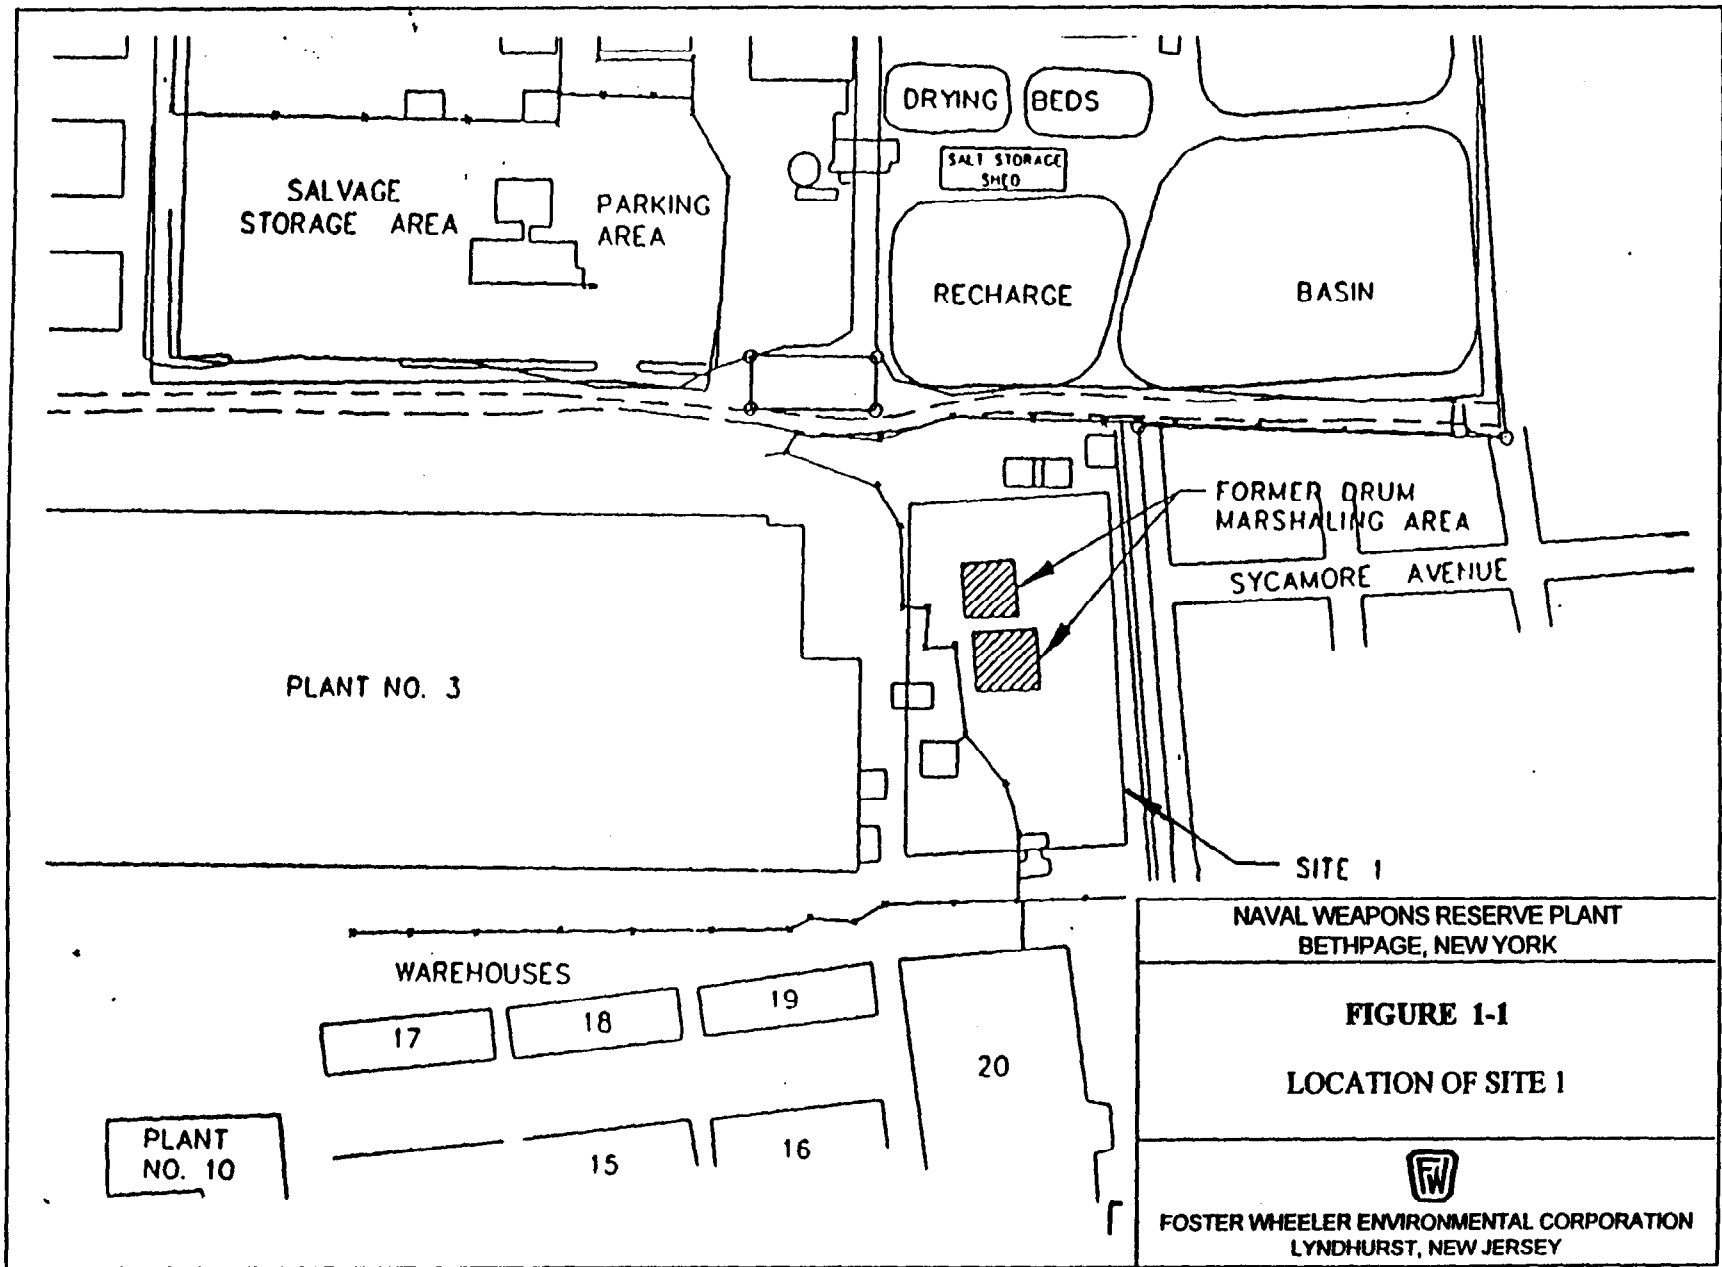 DRYING BEDS
SALT STORAGE
SHED
SALVAGE
STORAGE AREA
PARKING
AREA
RECHARGE
BASIN
FORMER DRUM
MARSHALING AREA
SYCAMORE AVENUE
PLANT NO. 3
SITE 1
WAREHOUSES
17
18
19
20
15
16
PLANT
NO. 10
NAVAL WEAPONS RESERVE PLANT
BETHPAGE, NEW YORK
FIGURE 1-1
LOCATION OF SITE 1
FW
FOSTER WHEELER ENVIRONMENTAL CORPORATION
LYNDHURST, NEW JERSEY